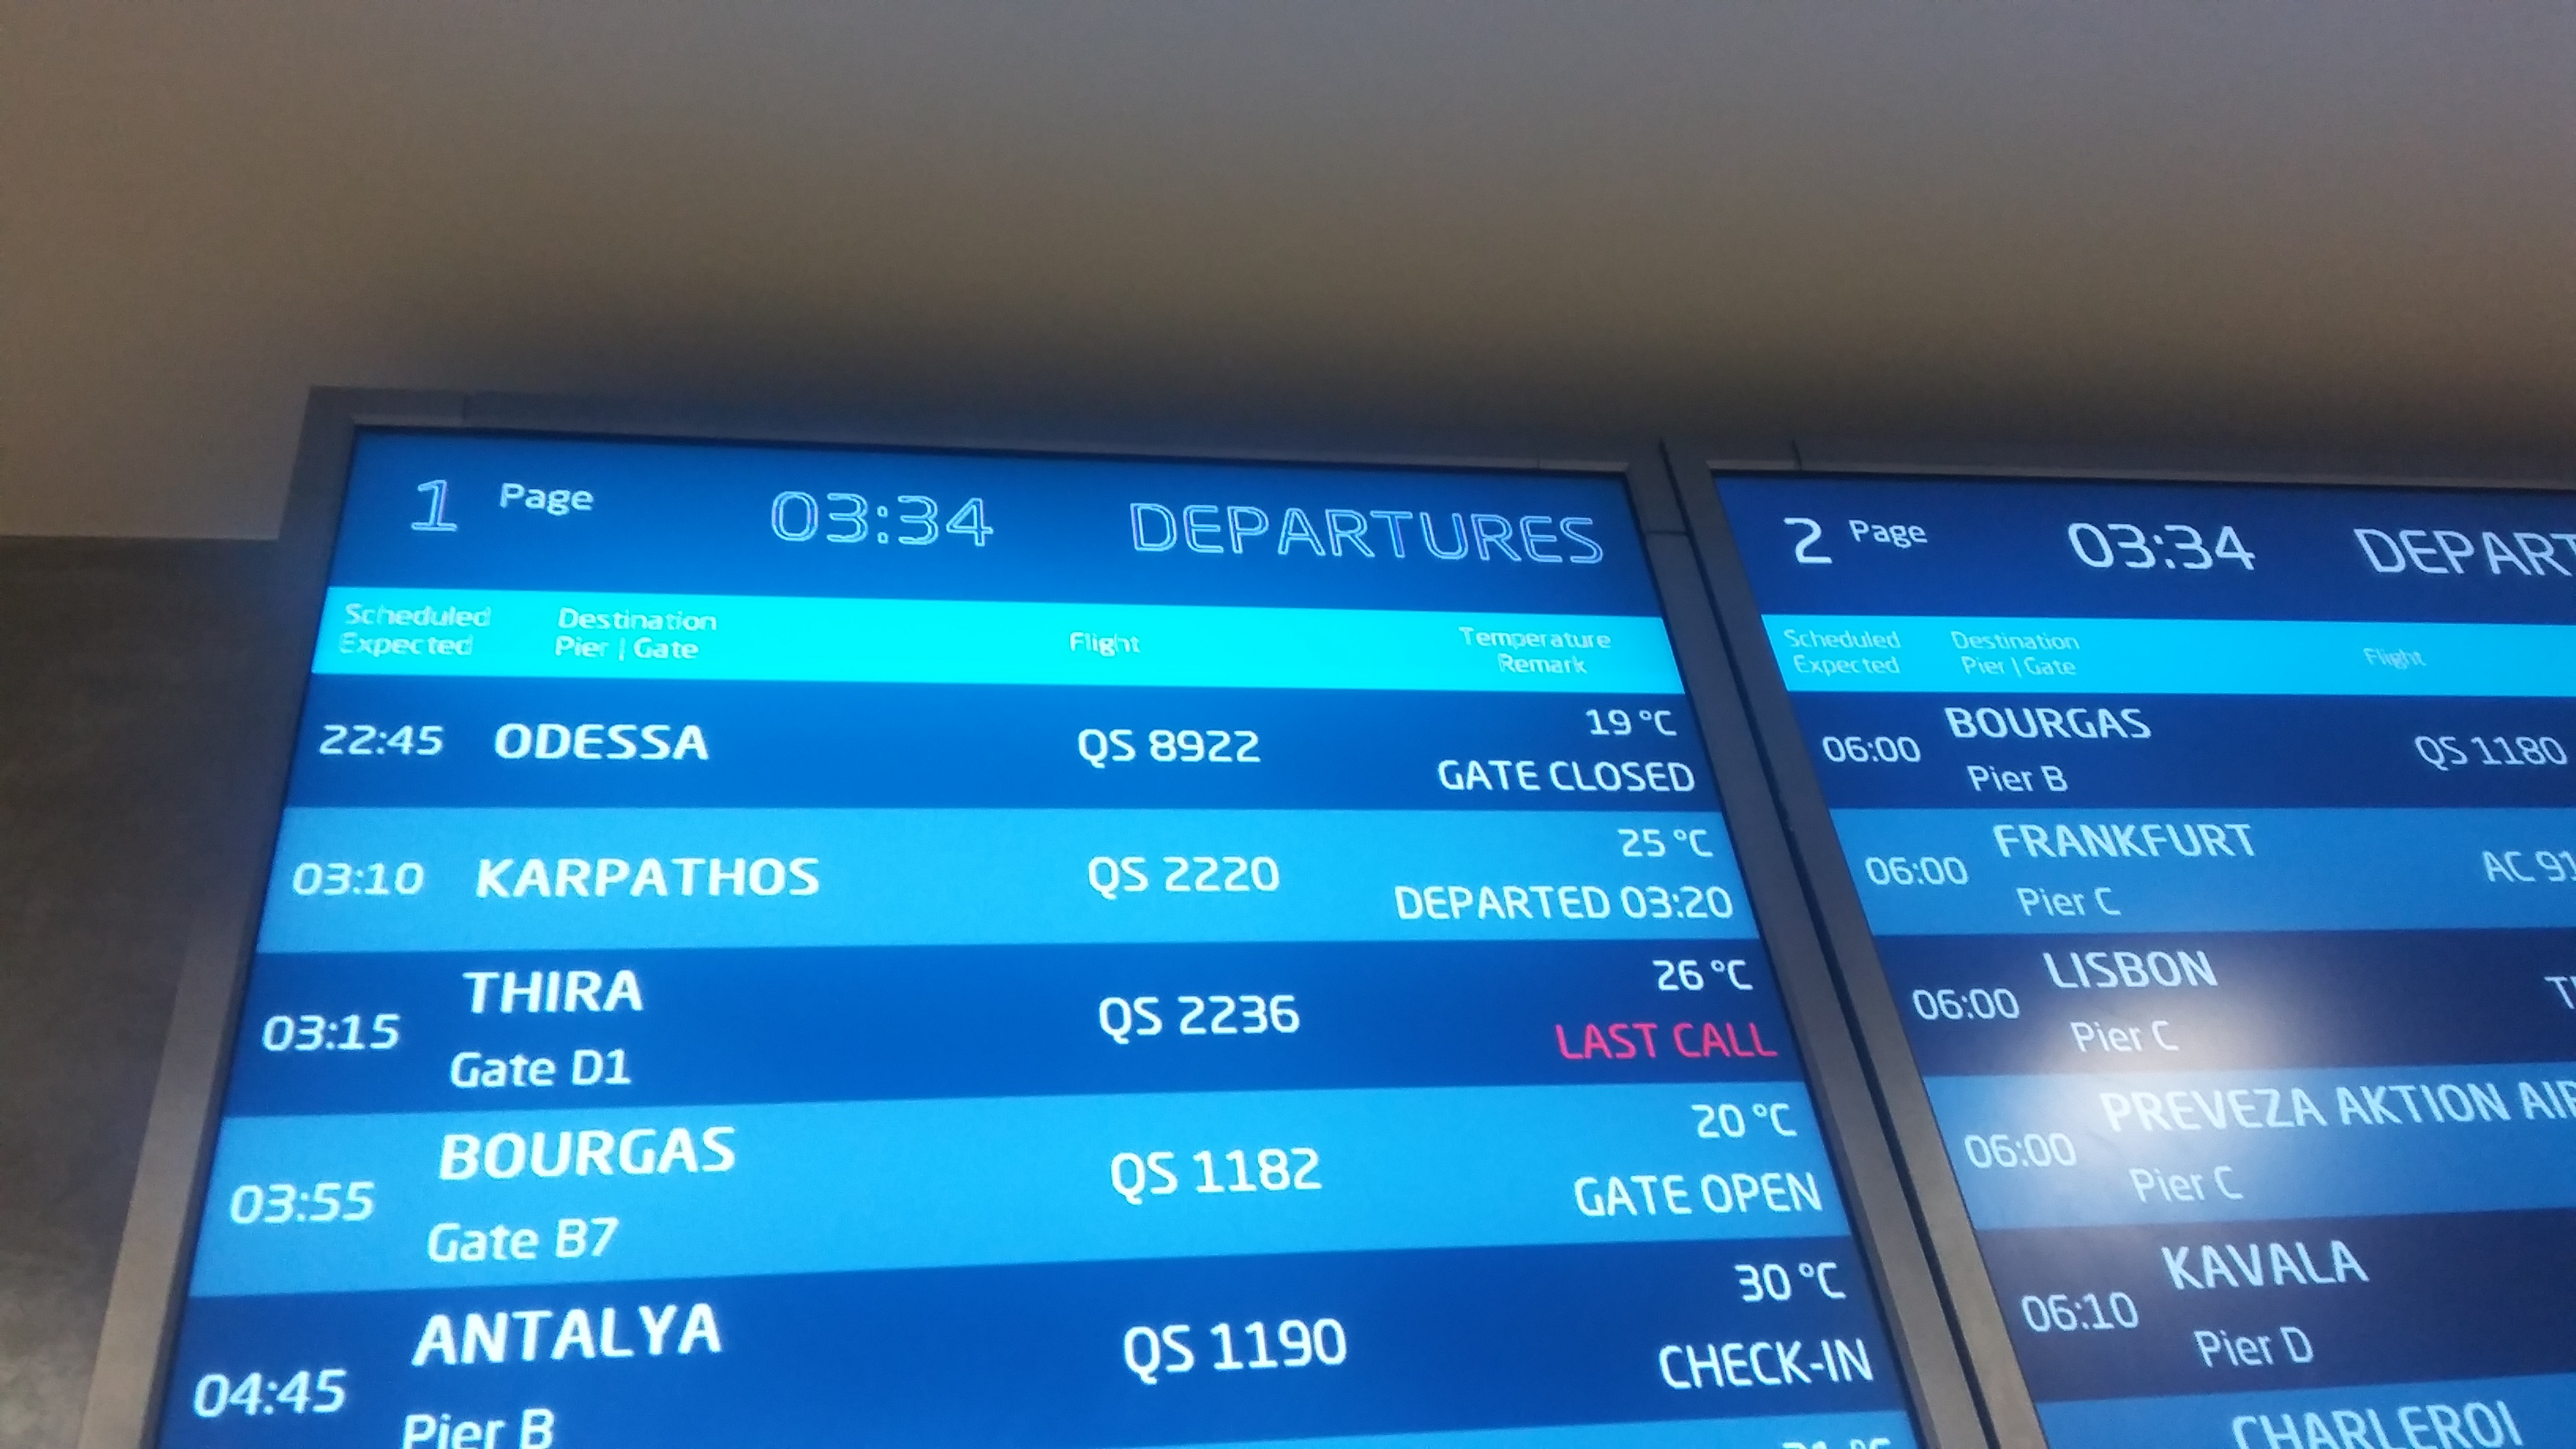 1 Page 03:34 DEPARTURES
Scheduled Destination Flight Temperature
Expected Pier | Gate Remark
22:45 ODESSA QS 8922 19 °C
GATE CLOSED
03:10 KARPATHOS QS 2220 25 °C
DEPARTED 03:20
03:15 THIRA QS 2236 26 °C
Gate D1 LAST CALL
03:55 BOURGAS QS 1182 20 °C
Gate B7 GATE OPEN
04:45 ANTALYA QS 1190 30 °C
Pier B CHECK-IN
2 Page 03:34
Scheduled Destination Flight
Expected Pier | Gate
06:00 BOURGAS QS 1180
Pier B
06:00 FRANKFURT AC
Pier C
06:00 LISBON
Pier C
06:00 PREVEZA AKTION
Pier C
06:10 KAVALA
Pier D
CHARLEROI